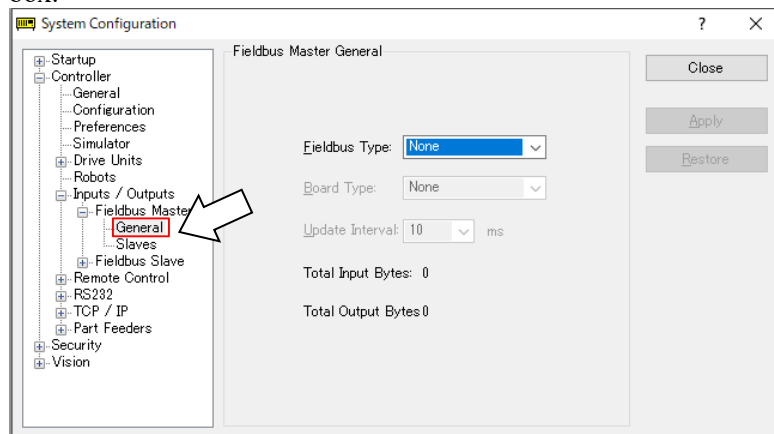 System Configuration
? ×
Startup
Controller
General
Configuration
Preferences
Simulator
Drive Units
Robots
Inputs / Outputs
Fieldbus Master
General
Slaves
Fieldbus Slave
Remote Control
RS232
TCP / IP
Part Feeders
Security
Vision
Fieldbus Master General
Fieldbus Type: None
Board Type: None
Update Interval: 10 ms
Total Input Bytes: 0
Total Output Bytes 0
Close
Apply
Restore